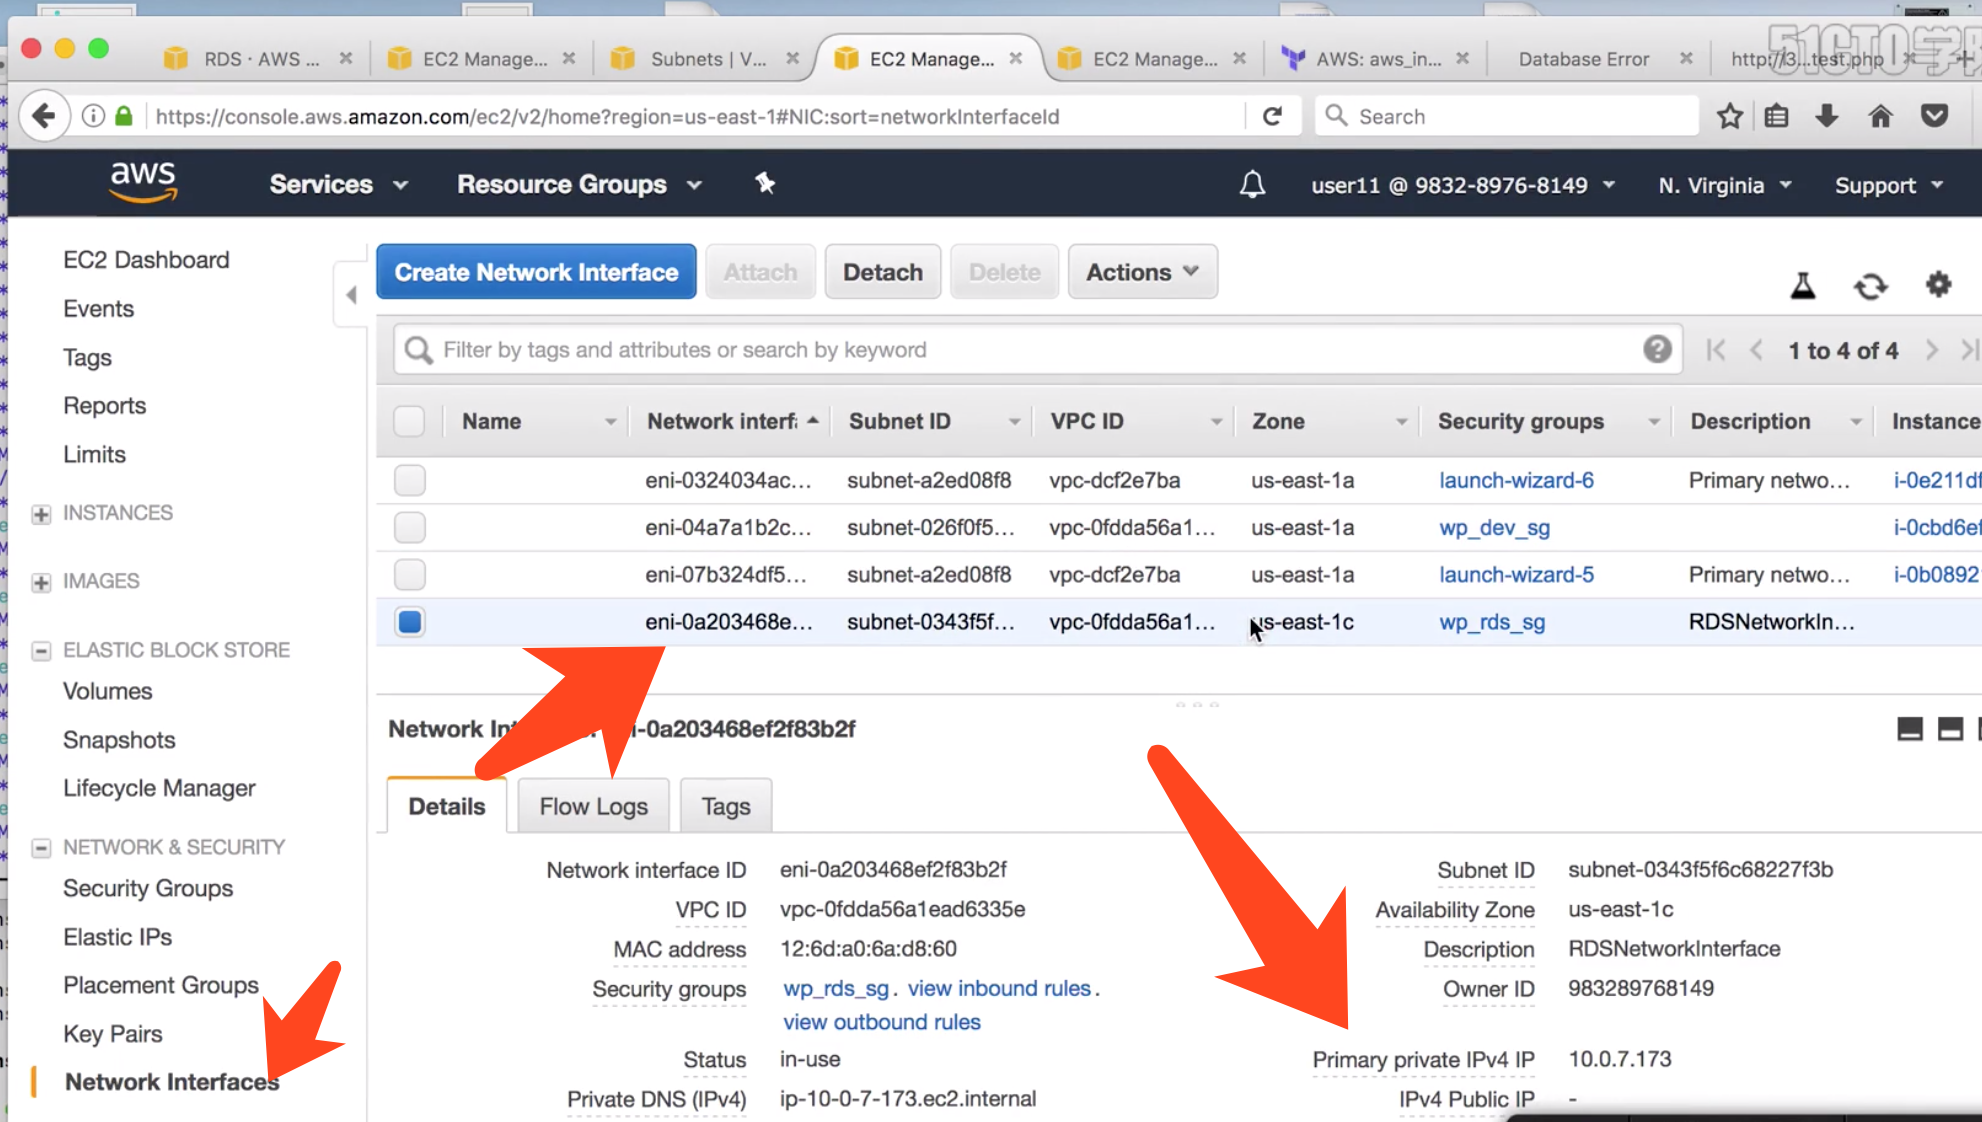 RDS · AWS ...
EC2 Manage...
Subnets | V...
EC2 Manage...
EC2 Manage...
AWS: aws_in...
Database Error
http://3...test.php
51CTO学院
https://console.aws.amazon.com/ec2/v2/home?region=us-east-1#NIC:sort=networkInterfaceId
Search
aws
Services
Resource Groups
user11 @ 9832-8976-8149
N. Virginia
Support
EC2 Dashboard
Events
Tags
Reports
Limits
INSTANCES
IMAGES
ELASTIC BLOCK STORE
Volumes
Snapshots
Lifecycle Manager
NETWORK & SECURITY
Security Groups
Elastic IPs
Placement Groups
Key Pairs
Network Interfaces
Create Network Interface Attach Detach Delete Actions
Filter by tags and attributes or search by keyword
1 to 4 of 4
Name Network interf Subnet ID VPC ID Zone Security groups Description Instance
eni-0324034ac... subnet-a2ed08f8 vpc-dcf2e7ba us-east-1a launch-wizard-6 Primary netwo... i-0e211df
eni-04a7a1b2c... subnet-026f0f5... vpc-0fdda56a1... us-east-1a wp_dev_sg i-0cbd6ef
eni-07b324df5... subnet-a2ed08f8 vpc-dcf2e7ba us-east-1a launch-wizard-5 Primary netwo... i-0b0892
eni-0a203468e... subnet-0343f5f... vpc-0fdda56a1... us-east-1c wp_rds_sg RDSNetworkIn...
Network In i-0a203468ef2f83b2f
Details Flow Logs Tags
Network interface ID eni-0a203468ef2f83b2f
VPC ID vpc-0fdda56a1ead6335e
MAC address 12:6d:a0:6a:d8:60
Security groups wp_rds_sg. view inbound rules.
view outbound rules
Status in-use
Private DNS (IPv4) ip-10-0-7-173.ec2.internal
Subnet ID subnet-0343f5f6c68227f3b
Availability Zone us-east-1c
Description RDSNetworkInterface
Owner ID 983289768149
Primary private IPv4 IP 10.0.7.173
IPv4 Public IP -